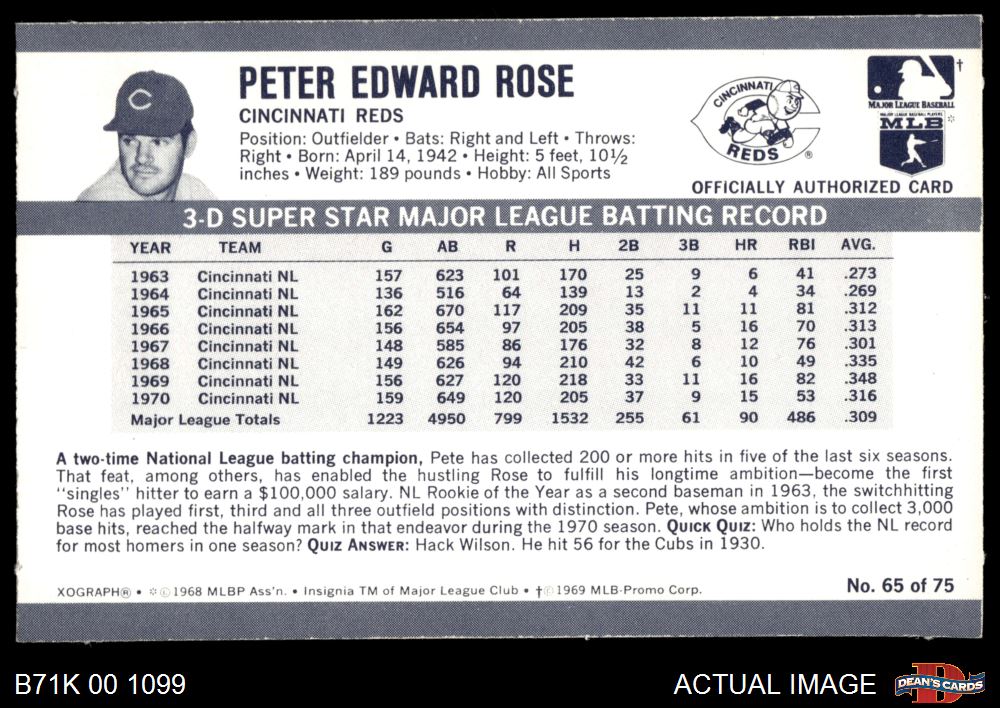 PETER EDWARD ROSE
CINCINNATI REDS
Position: Outfielder • Bats: Right and Left • Throws:
Right • Born: April 14, 1942 • Height: 5 feet, 10½
inches • Weight: 189 pounds • Hobby: All Sports
C
CINCINNATI
REDS
®
†
MAJOR LEAGUE BASEBALL
MAJOR LEAGUE BASEBALL PLAYERS
MLB
OFFICIALLY AUTHORIZED CARD
3-D SUPER STAR MAJOR LEAGUE BATTING RECORD
YEAR TEAM G AB R H 2B 3B HR RBI AVG.
1963 Cincinnati NL 157 623 101 170 25 9 6 41 .273
1964 Cincinnati NL 136 516 64 139 13 2 4 34 .269
1965 Cincinnati NL 162 670 117 209 35 11 11 81 .312
1966 Cincinnati NL 156 654 97 205 38 5 16 70 .313
1967 Cincinnati NL 148 585 86 176 32 8 12 76 .301
1968 Cincinnati NL 149 626 94 210 42 6 10 49 .335
1969 Cincinnati NL 156 627 120 218 33 11 16 82 .348
1970 Cincinnati NL 159 649 120 205 37 9 15 53 .316
Major League Totals 1223 4950 799 1532 255 61 90 486 .309
A two-time National League batting champion, Pete has collected 200 or more hits in five of the last six seasons.
That feat, among others, has enabled the hustling Rose to fulfill his longtime ambition—become the first
"singles" hitter to earn a $100,000 salary. NL Rookie of the Year as a second baseman in 1963, the switchhitting
Rose has played first, third and all three outfield positions with distinction. Pete, whose ambition is to collect 3,000
base hits, reached the halfway mark in that endeavor during the 1970 season. QUICK QUIZ: Who holds the NL record
for most homers in one season? QUIZ ANSWER: Hack Wilson. He hit 56 for the Cubs in 1930.
XOGRAPH® • ※ⓒ1968 MLBP Ass'n. • Insignia TM of Major League Club • †ⓒ1969 MLB-Promo Corp.
No. 65 of 75
B71K 00 1099
ACTUAL IMAGE
DEAN'S CARDS